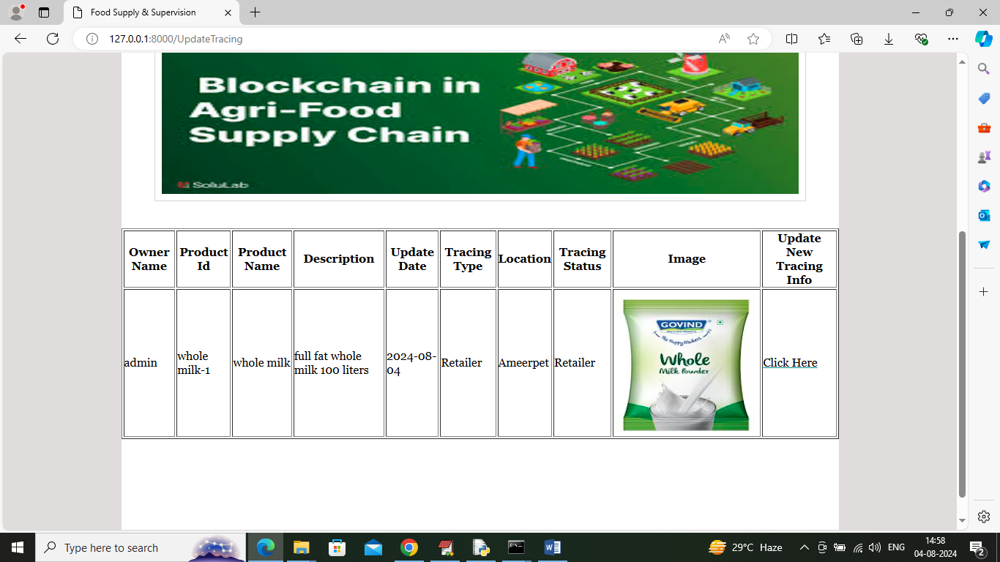 Food Supply & Supervision
127.0.0.1:8000/UpdateTracing
Blockchain in
Agri-Food
Supply Chain
SoluLab
Owner Name
Product Id
Product Name
Description
Update Date
Tracing Type
Location
Tracing Status
Image
Update New Tracing Info
admin
whole milk-1
whole milk
full fat whole milk 100 liters
2024-08-04
Retailer
Ameerpet
Retailer
GOVIND
The Happy Makers
Whole
Milk Powder
Click Here
Type here to search
29°C Haze
ENG
14:58
04-08-2024
2